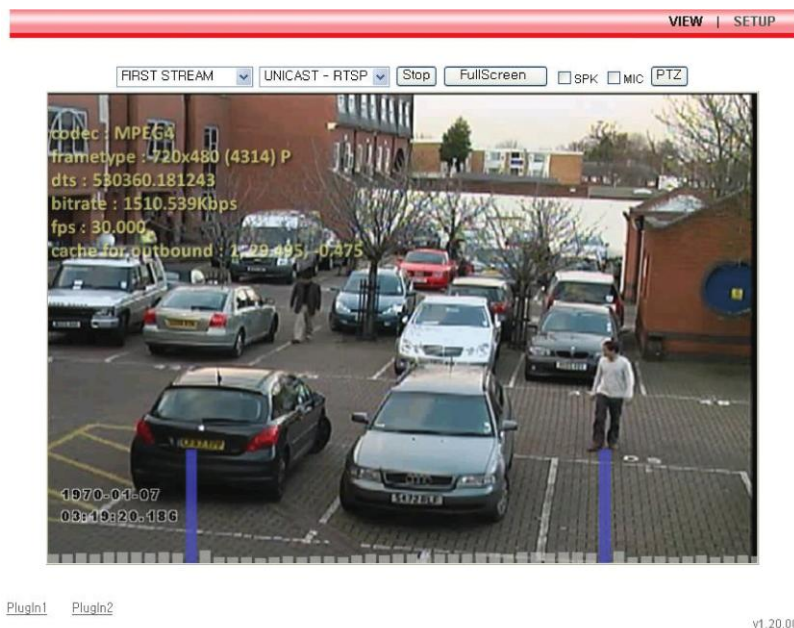 VIEW | SETUP
FIRST STREAM UNICAST - RTSP Stop FullScreen SPK MIC PTZ
codec : MPEG4
frametype : 720x480 (4314) P
dts : 530360.181243
bitrate : 1510.539Kbps
fps : 30.000
cache for outbound : 1, 29.495, -0.475
S472 
1970-01-07
03:19:20.186
PlugIn1 PlugIn2
v1.20.00